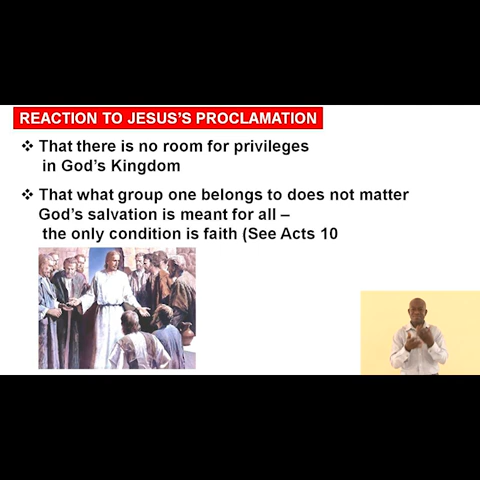 REACTION TO JESUS'S PROCLAMATION
❖ That there is no room for privileges
in God's Kingdom
❖ That what group one belongs to does not matter
God's salvation is meant for all –
the only condition is faith (See Acts 10